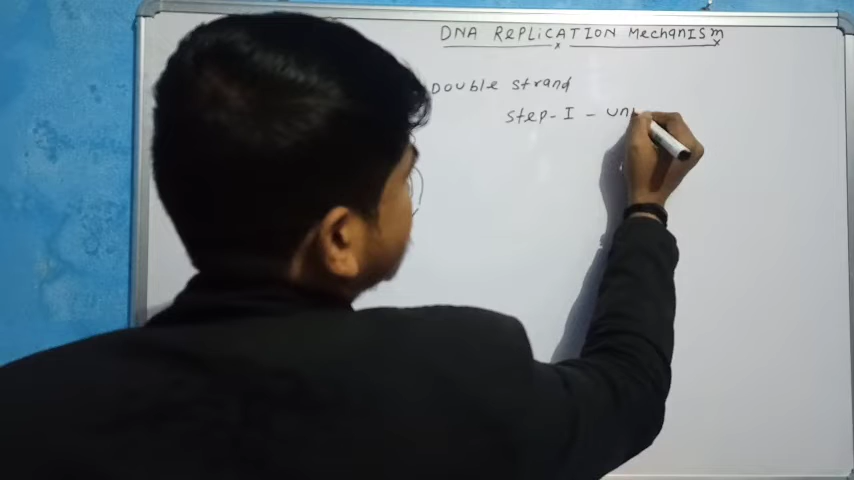 DNA REPLICATION MechANISM
Double strand
step-I - un